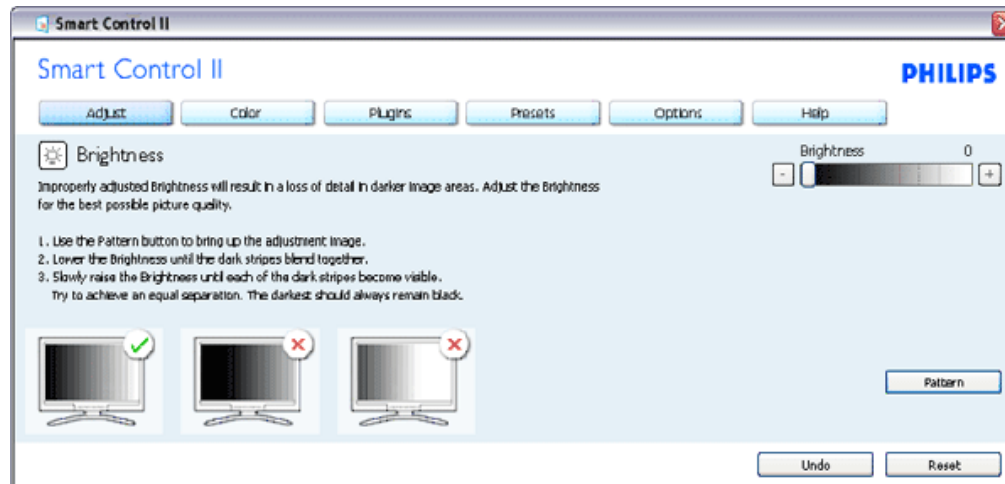 Smart Control II
Smart Control II
PHILIPS
Adjust Color Plugins Presets Options Help
Brightness
Brightness 0
- +
Improperly adjusted Brightness will result in a loss of detail in darker image areas. Adjust the Brightness
for the best possible picture quality.
1. Use the Pattern button to bring up the adjustment image.
2. Lower the Brightness until the dark stripes blend together.
3. Slowly raise the Brightness until each of the dark stripes become visible.
Try to achieve an equal separation. The darkest should always remain black.
Pattern
Undo Reset